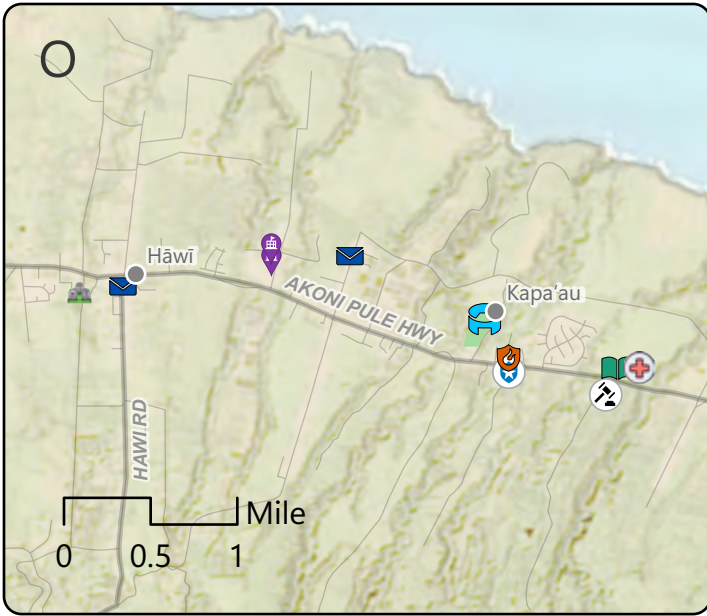 O
Hāwī
Kapaʻau
AKONI PULE HWY
HAWI RD
Mile
0 0.5 1